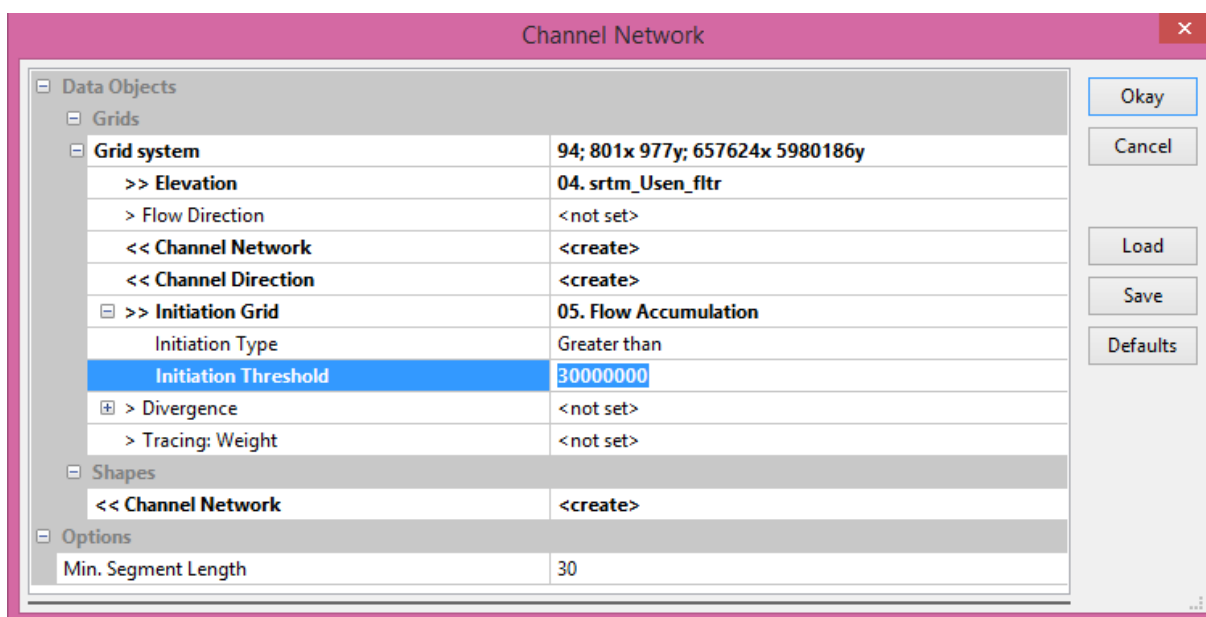 Channel Network
Data Objects
Grids
Grid system 94; 801x 977y; 657624x 5980186y
>> Elevation 04. srtm_Usen_fltr
> Flow Direction <not set>
<< Channel Network <create>
<< Channel Direction <create>
>> Initiation Grid 05. Flow Accumulation
Initiation Type Greater than
Initiation Threshold 30000000
> Divergence <not set>
> Tracing: Weight <not set>
Shapes
<< Channel Network <create>
Options
Min. Segment Length 30
Okay
Cancel
Load
Save
Defaults